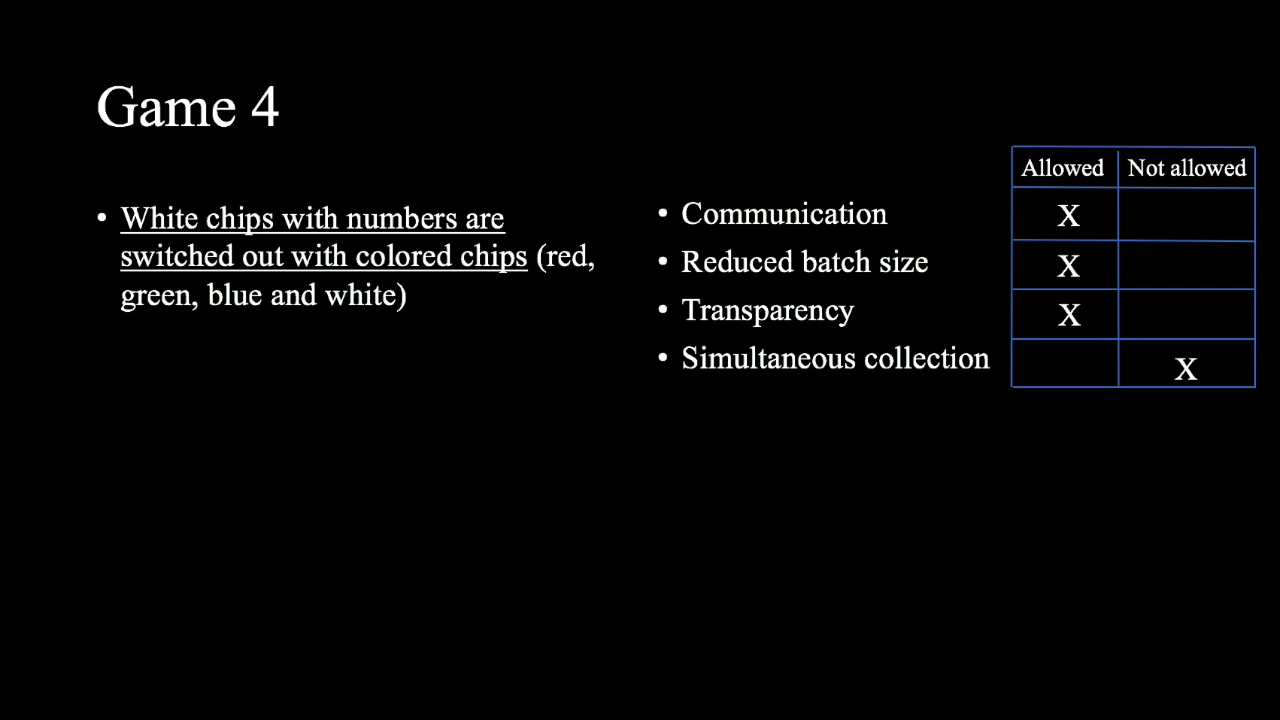 Game 4
• White chips with numbers are
switched out with colored chips (red,
green, blue and white)
Allowed Not allowed
• Communication X
• Reduced batch size X
• Transparency X
• Simultaneous collection X